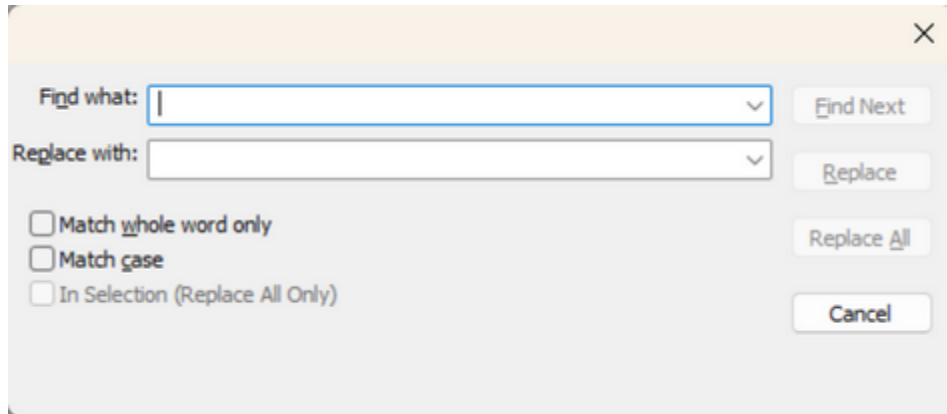 Find what:
Find Next
Replace with:
Replace
Match whole word only
Replace All
Match case
In Selection (Replace All Only)
Cancel